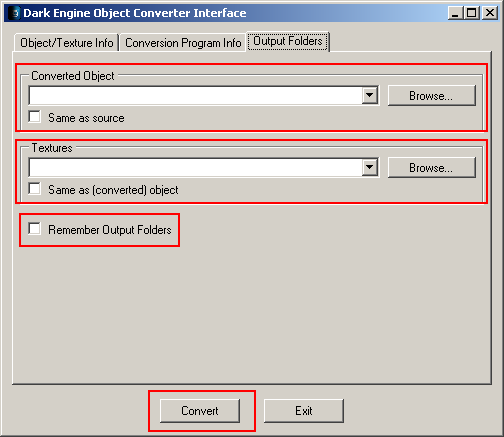 Dark Engine Object Converter Interface
Object/Texture Info
Conversion Program Info
Output Folders
Converted Object
Browse...
Same as source
Textures
Browse...
Same as (converted) object
Remember Output Folders
Convert
Exit